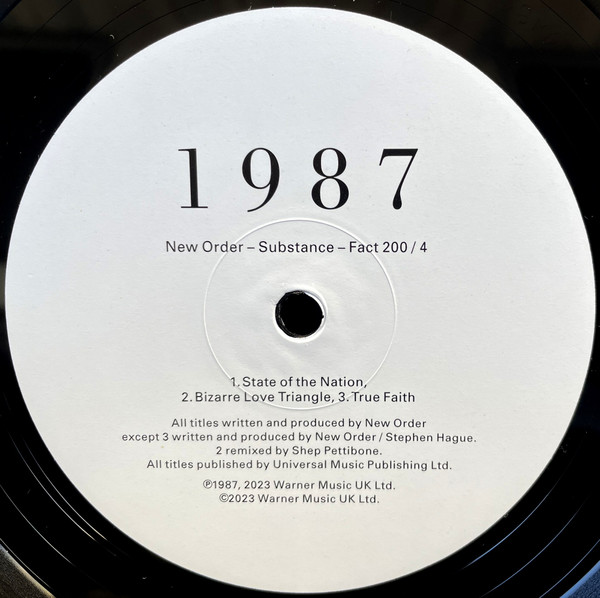 1987
New Order – Substance – Fact 200 / 4
1. State of the Nation,
2. Bizarre Love Triangle, 3. True Faith
All titles written and produced by New Order
except 3 written and produced by New Order / Stephen Hague.
2 remixed by Shep Pettibone.
All titles published by Universal Music Publishing Ltd.
℗1987, 2023 Warner Music UK Ltd.
©2023 Warner Music UK Ltd.